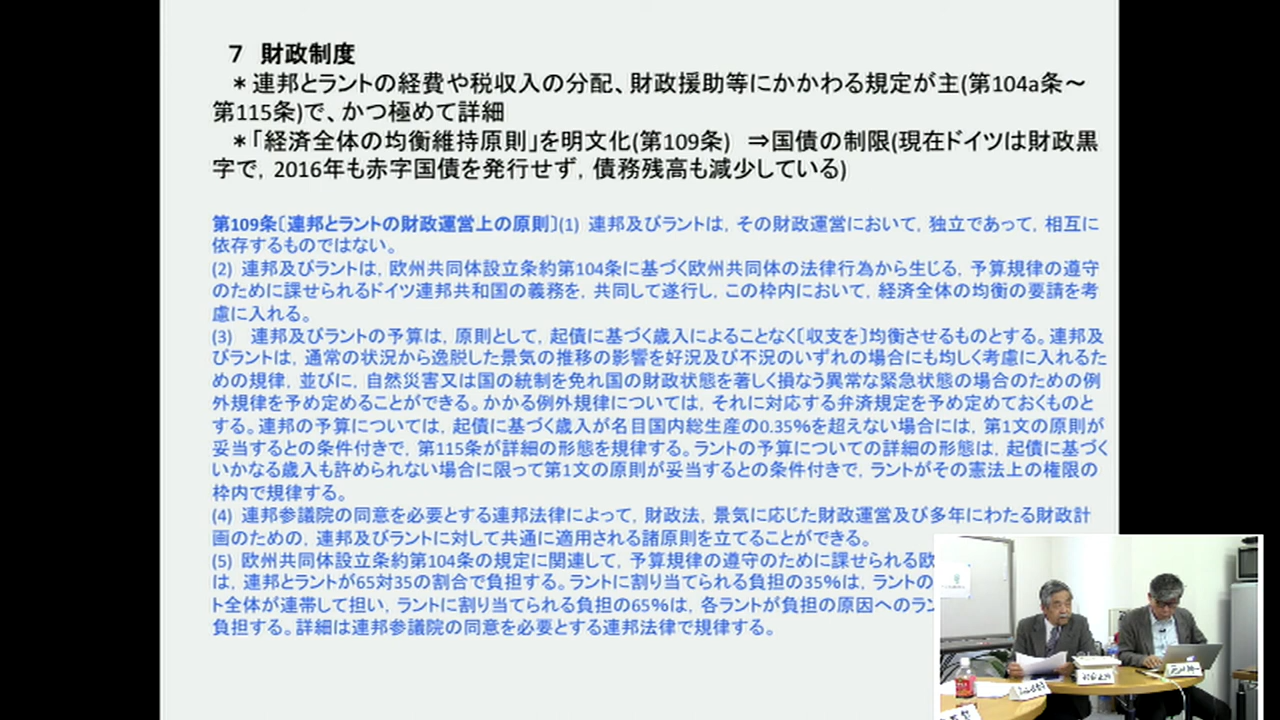 7 財政制度
＊連邦とラントの経費や税収入の分配、財政援助等にかかわる規定が主(第104a条～
第115条)で、かつ極めて詳細
＊「経済全体の均衡維持原則」を明文化(第109条) ⇒国債の制限(現在ドイツは財政黒
字で，2016年も赤字国債を発行せず，債務残高も減少している)
第109条〔連邦とラントの財政運営上の原則〕(1) 連邦及びラントは，その財政運営において，独立であって，相互に
依存するものではない。
(2) 連邦及びラントは，欧州共同体設立条約第104条に基づく欧州共同体の法律行為から生じる，予算規律の遵守
のために課せられるドイツ連邦共和国の義務を，共同して遂行し，この枠内において，経済全体の均衡の要請を考
慮に入れる。
(3) 連邦及びラントの予算は，原則として，起債に基づく歳入によることなく〔収支を〕均衡させるものとする。連邦及
びラントは，通常の状況から逸脱した景気の推移の影響を好況及び不況のいずれの場合にも均しく考慮に入れるた
めの規律，並びに，自然災害又は国の統制を免れ国の財政状態を著しく損なう異常な緊急状態の場合のための例
外規律を予め定めることができる。かかる例外規律については，それに対応する弁済規定を予め定めておくものと
する。連邦の予算については，起債に基づく歳入が名目国内総生産の0.35%を超えない場合には，第1文の原則が
妥当するとの条件付きで，第115条が詳細の形態を規律する。ラントの予算についての詳細の形態は，起債に基づく
いかなる歳入も許められない場合に限って第1文の原則が妥当するとの条件付きで，ラントがその憲法上の権限の
枠内で規律する。
(4) 連邦参議院の同意を必要とする連邦法律によって，財政法，景気に応じた財政運営及び多年にわたる財政計
画のための，連邦及びラントに対して共通に適用される諸原則を立てることができる。
(5) 欧州共同体設立条約第104条の規定に関連して，予算規律の遵守のために課せられる欧
は，連邦とラントが65対35の割合で負担する。ラントに割り当てられる負担の35%は，ラントの
ト全体が連帯して担い，ラントに割り当てられる負担の65%は，各ラントが負担の原因へのラン
負担する。詳細は連邦参議院の同意を必要とする連邦法律で規律する。